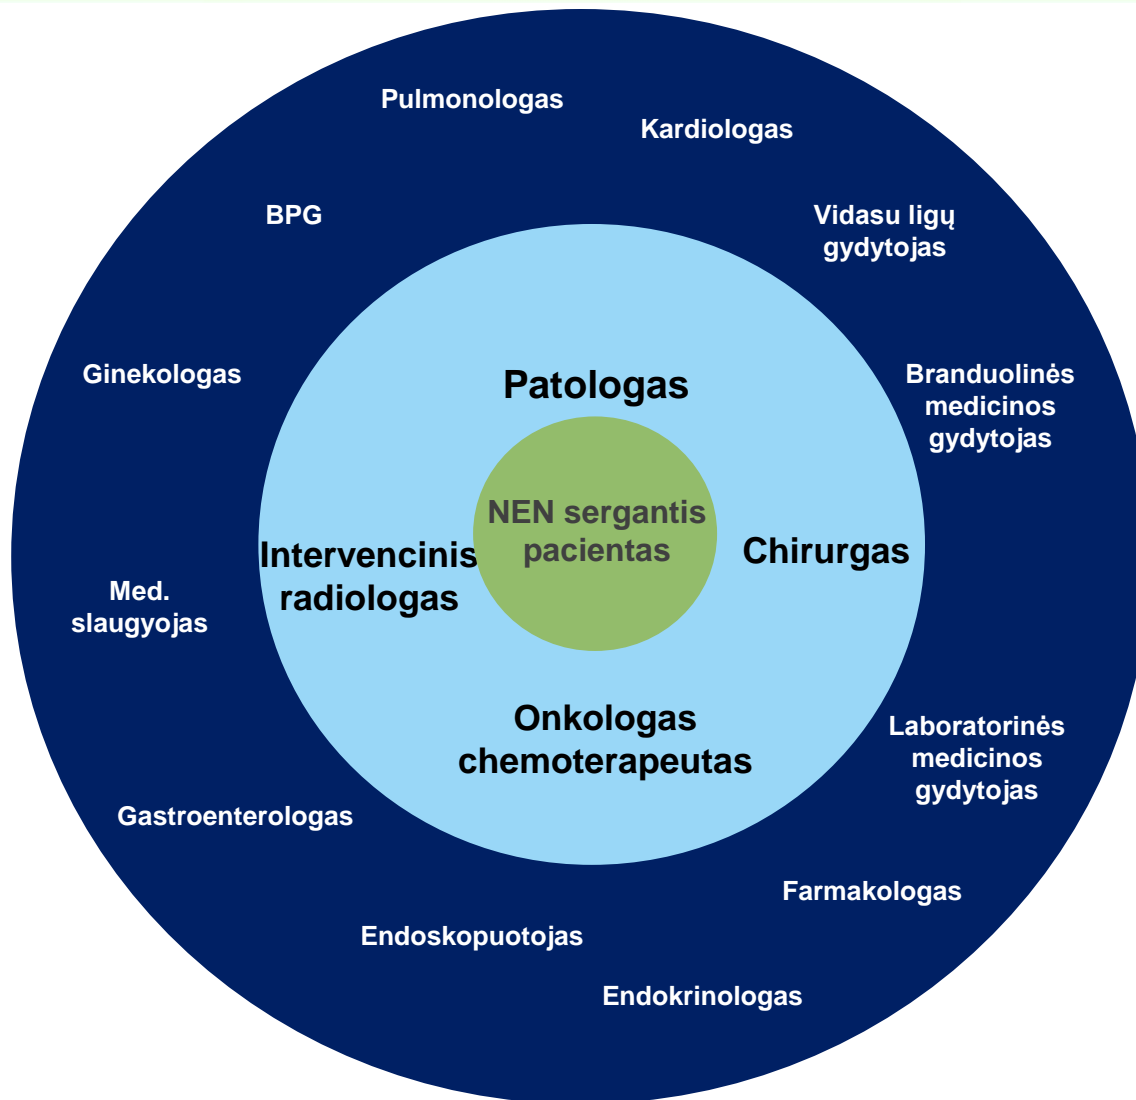 Pulmonologas
Kardiologas
BPG
Vidasu ligų
gydytojas
Ginekologas
Patologas
Branduolinės
medicinos
gydytojas
NEN sergantis
pacientas
Intervencinis
radiologas
Chirurgas
Med.
slaugyojas
Onkologas
chemoterapeutas
Laboratorinės
medicinos
gydytojas
Gastroenterologas
Farmakologas
Endoskopuotojas
Endokrinologas